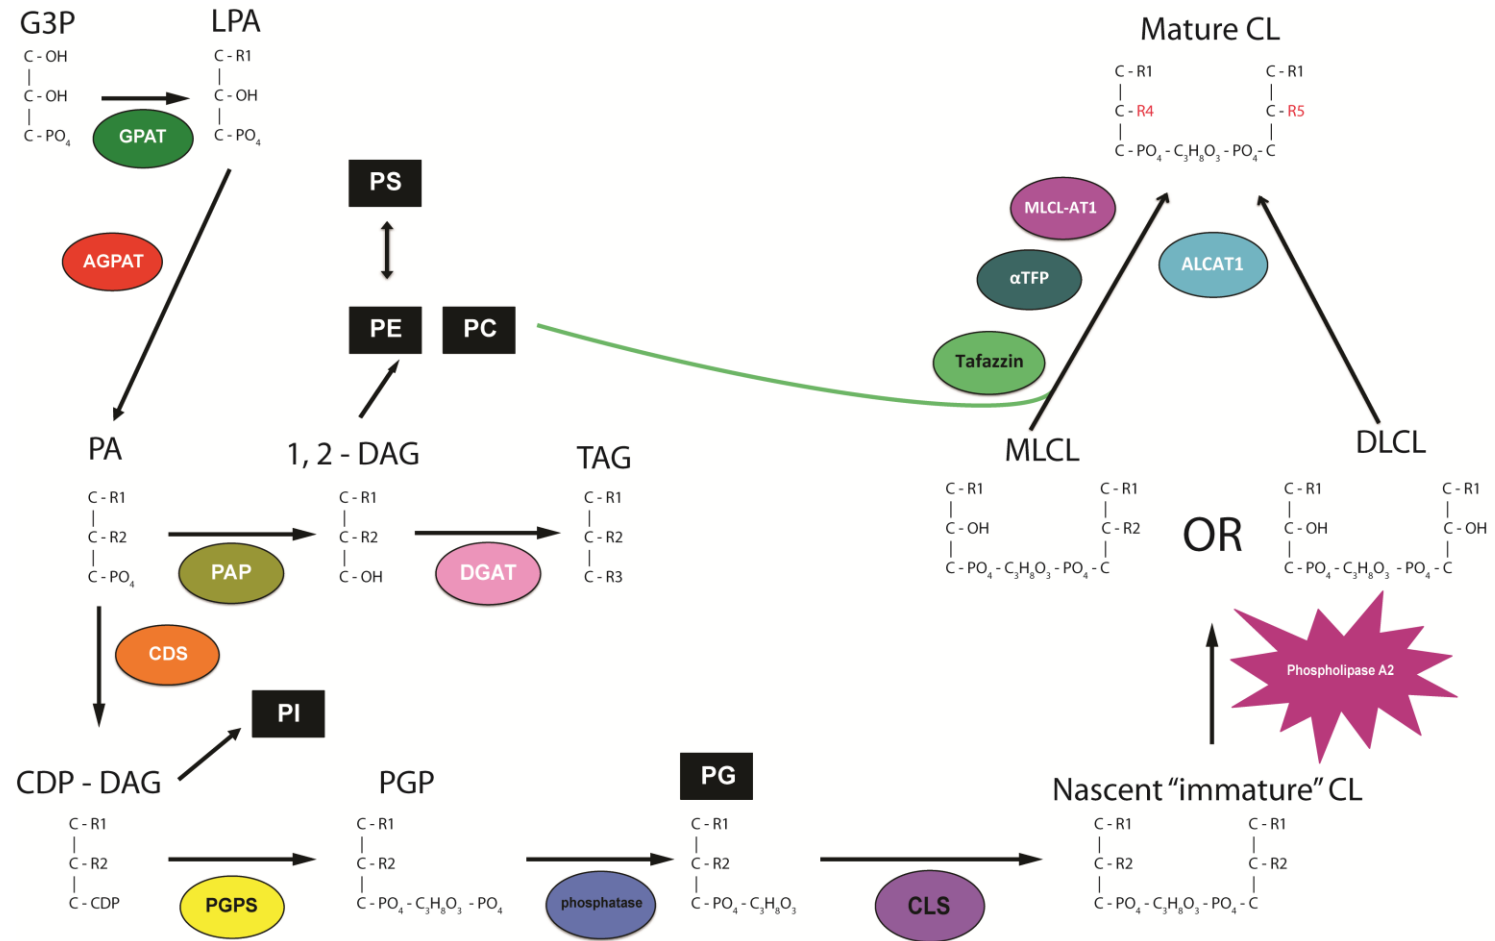 G3P
C - OH
C - OH
C - PO4
GPAT
LPA
C - R1
C - OH
C - PO4
AGPAT
PS
PE
PC
Mature CL
C - R1
C - R1
C - R4
C - R5
C - PO4 - C3H8O3 - PO4 - C
MLCL-AT1
αTFP
Tafazzin
ALCAT1
PA
C - R1
C - R2
C - PO4
PAP
1, 2 - DAG
C - R1
C - R2
C - OH
DGAT
TAG
C - R1
C - R2
C - R3
MLCL
C - R1
C - R1
C - OH
C - R2
C - PO4 - C3H8O3 - PO4 - C
OR
DLCL
C - R1
C - R1
C - OH
C - OH
C - PO4 - C3H8O3 - PO4 - C
CDS
PI
Phospholipase A2
CDP - DAG
C - R1
C - R2
C - CDP
PGPS
PGP
C - R1
C - R2
C - PO4 - C3H8O3 - PO4
phosphatase
PG
C - R1
C - R2
C - PO4 - C3H8O3
CLS
Nascent “immature” CL
C - R1
C - R1
C - R2
C - R2
C - PO4 - C3H8O3 - PO4 - C